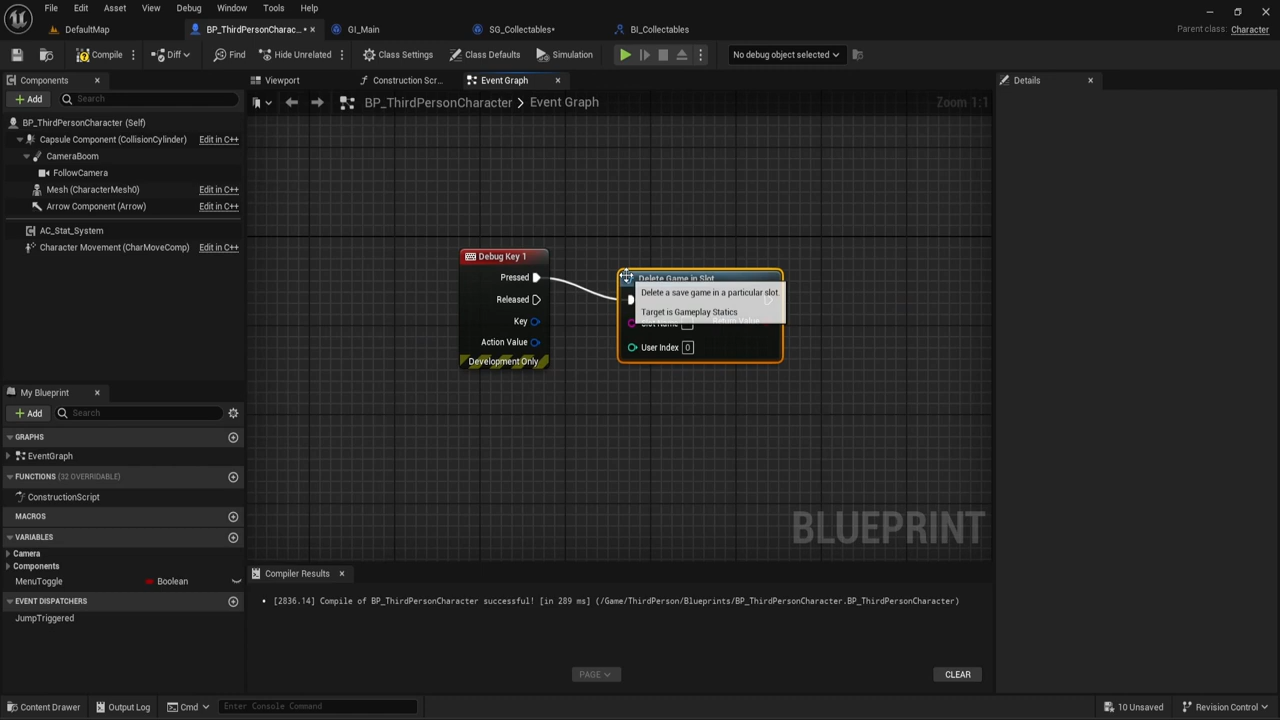 File Edit Asset View Debug Window Tools Help
DefaultMap
BP_ThirdPersonCharac...•
GI_Main
SG_Collectables•
BI_Collectables
Parent class: Character
Compile
Diff
Find
Hide Unrelated
Class Settings
Class Defaults
Simulation
No debug object selected
Components
Viewport
Construction Scr...
Event Graph
Details
Add
Search
BP_ThirdPersonCharacter > Event Graph
Zoom 1:1
BP_ThirdPersonCharacter (Self)
Capsule Component (CollisionCylinder) Edit in C++
CameraBoom
FollowCamera
Mesh (CharacterMesh0) Edit in C++
Arrow Component (Arrow) Edit in C++
AC_Stat_System
Character Movement (CharMoveComp) Edit in C++
Debug Key 1
Pressed
Released
Key
Action Value
Development Only
Delete Game in Slot
Delete a save game in a particular slot.
Target is Gameplay Statics
Slot Name
Return Value
User Index 0
BLUEPRINT
My Blueprint
Add
Search
GRAPHS
EventGraph
FUNCTIONS (32 OVERRIDABLE)
ConstructionScript
MACROS
VARIABLES
Camera
Components
MenuToggle Boolean
EVENT DISPATCHERS
JumpTriggered
Compiler Results
[2836.14] Compile of BP_ThirdPersonCharacter successful! [in 289 ms] (/Game/ThirdPerson/Blueprints/BP_ThirdPersonCharacter.BP_ThirdPersonCharacter)
PAGE
CLEAR
Content Drawer
Output Log
Cmd
Enter Console Command
10 Unsaved
Revision Control